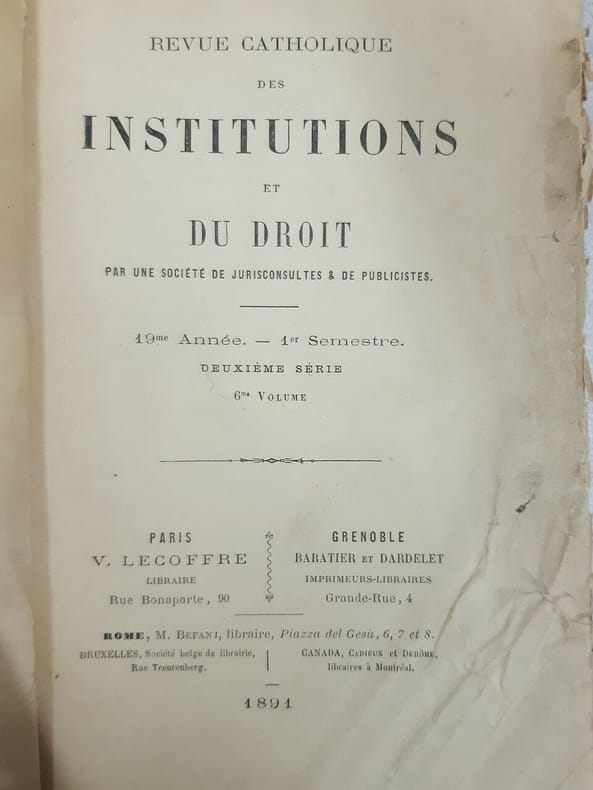 REVUE CATHOLIQUE
DES
INSTITUTIONS
ET
DU DROIT
PAR UNE SOCIÉTÉ DE JURISCONSULTES & DE PUBLICISTES.
19me Année. — 1er Semestre.
DEUXIÈME SÉRIE
6me VOLUME
PARIS
V. LECOFFRE
LIBRAIRE
Rue Bonaparte, 90
GRENOBLE
BARATIER ET DARDELET
IMPRIMEURS-LIBRAIRES
Grande-Rue, 4
ROME, M. BEFANI, libraire, Piazza del Gesù, 6, 7 et 8.
BRUXELLES, Société belge de librairie,
Rue Treurenberg.
CANADA, CADIEUX et DERÔME,
libraires à Montréal.
1891